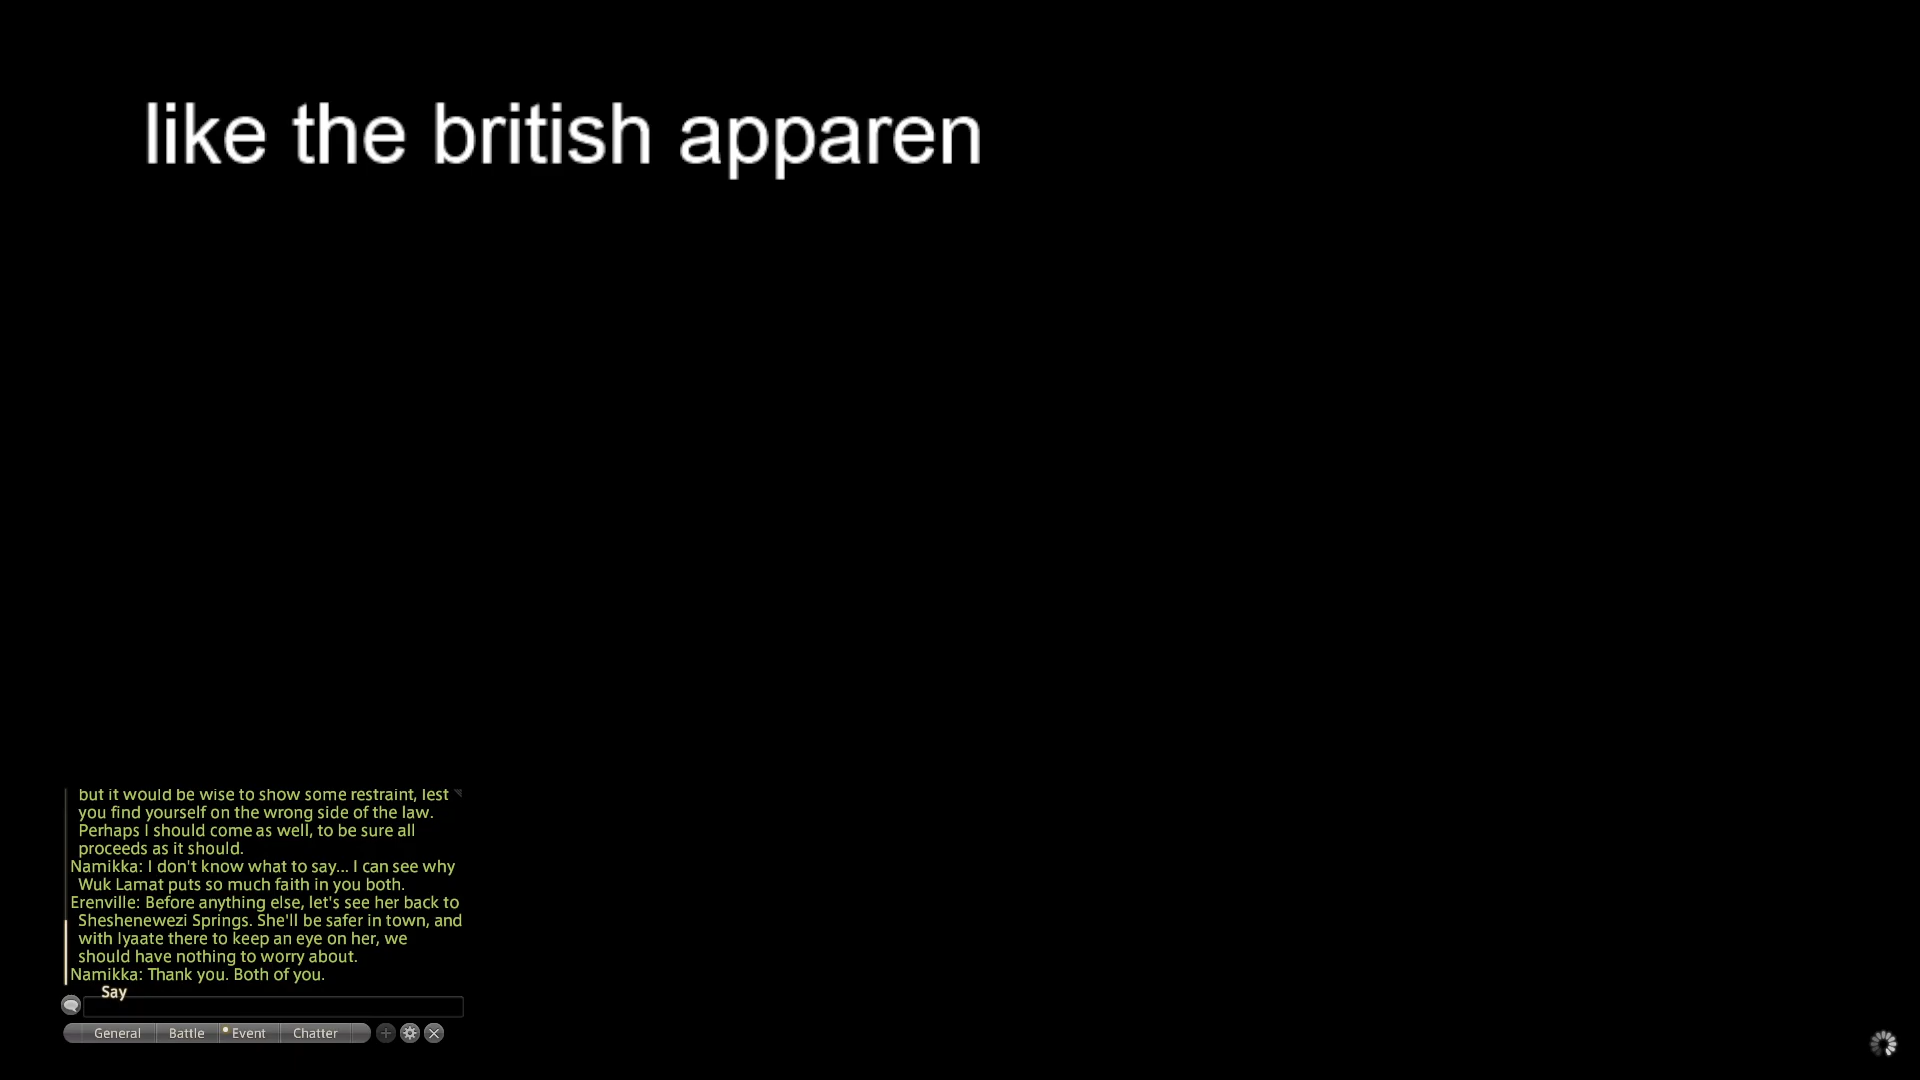 like the british apparen
but it would be wise to show some restraint, lest
you find yourself on the wrong side of the law.
Perhaps I should come as well, to be sure all
proceeds as it should.
Namikka: I don't know what to say... I can see why
Wuk Lamat puts so much faith in you both.
Erenville: Before anything else, let's see her back to
Sheshenewezi Springs. She'll be safer in town, and
with Iyaate there to keep an eye on her, we
should have nothing to worry about.
Namikka: Thank you. Both of you.
Say
General Battle Event Chatter